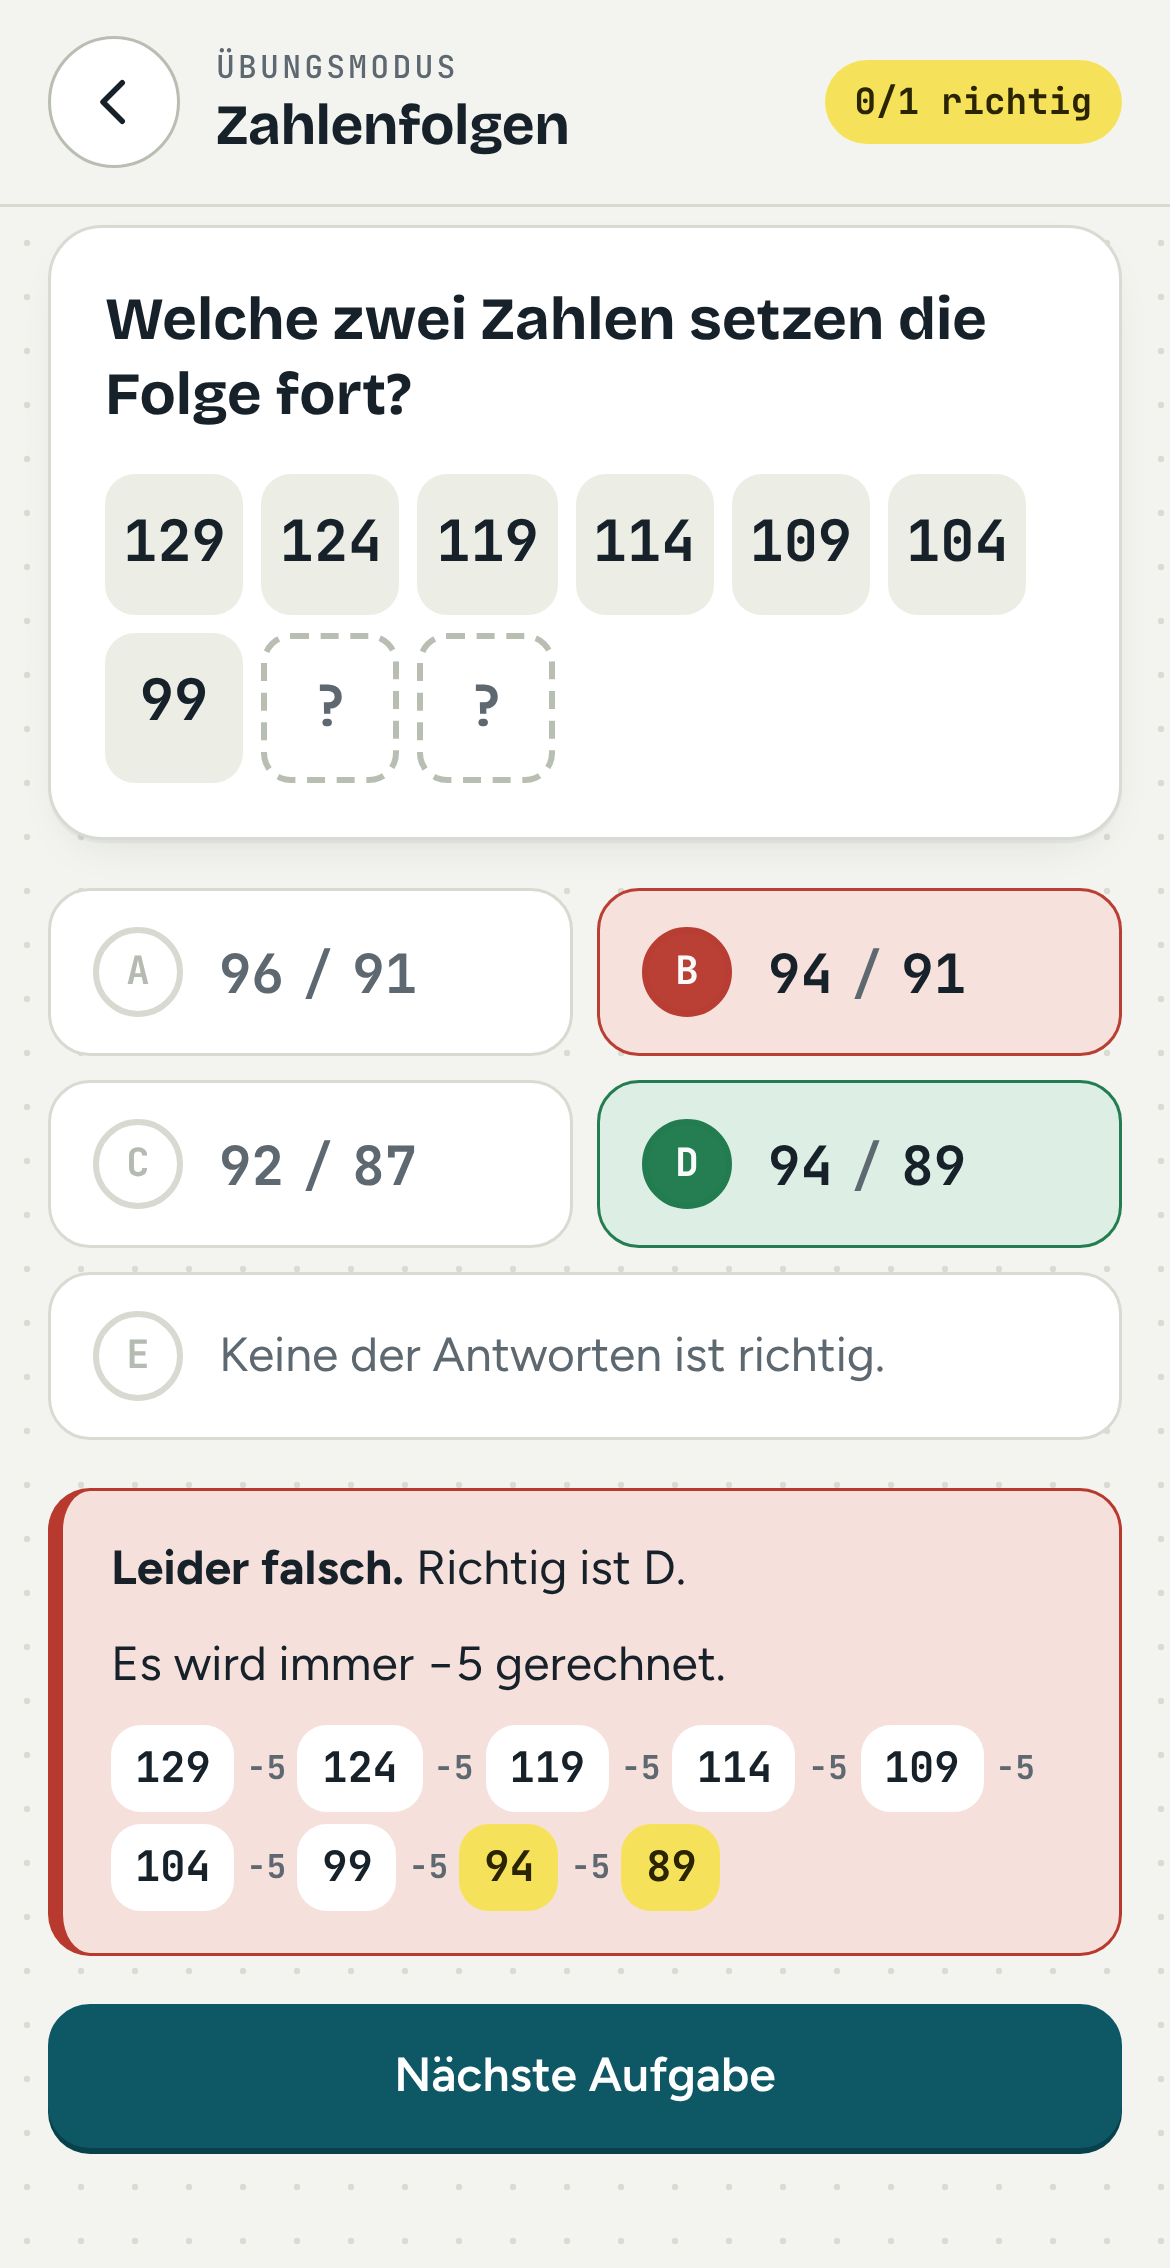 ÜBUNGSMODUS
Zahlenfolgen
0/1 richtig
Welche zwei Zahlen setzen die
Folge fort?
129 124 119 114 109 104
99 ? ?
A 96 / 91
B 94 / 91
C 92 / 87
D 94 / 89
E Keine der Antworten ist richtig.
Leider falsch. Richtig ist D.
Es wird immer −5 gerechnet.
129 -5 124 -5 119 -5 114 -5 109 -5
104 -5 99 -5 94 -5 89
Nächste Aufgabe